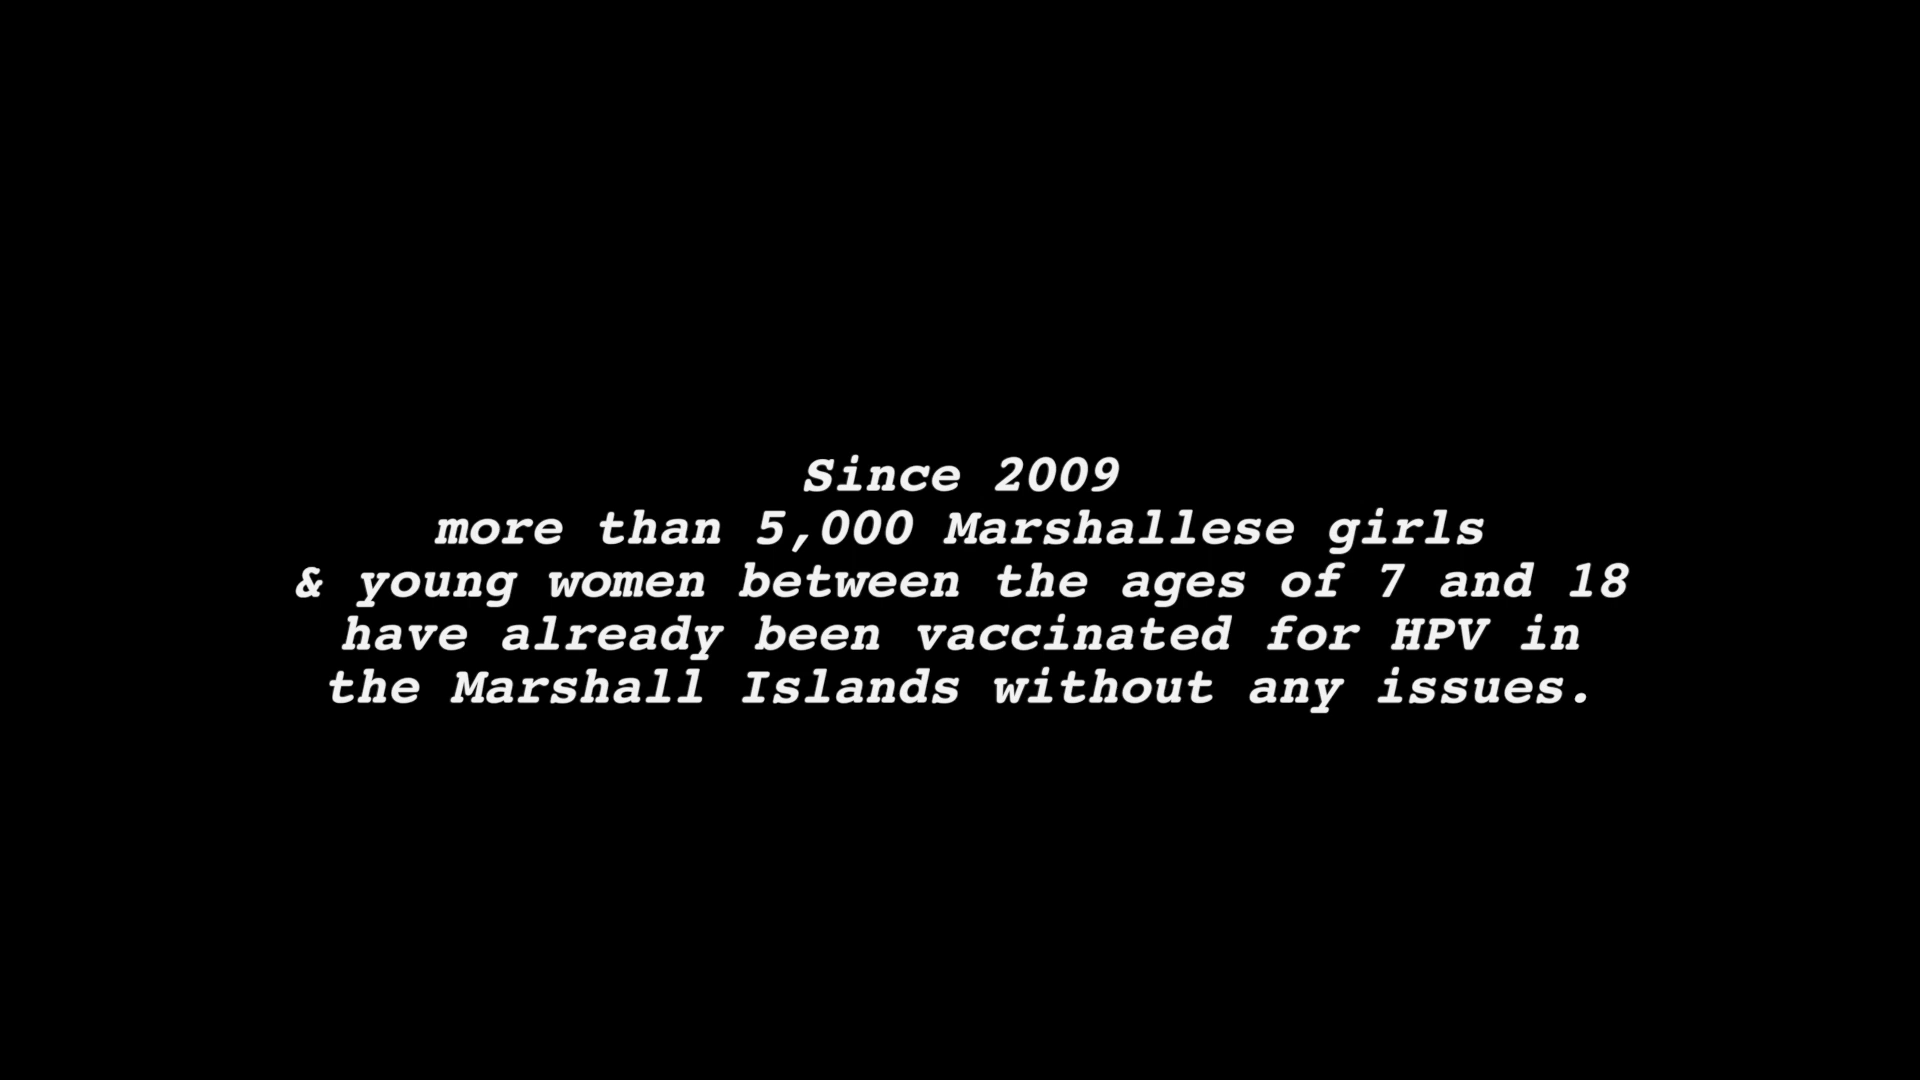 Since 2009
more than 5,000 Marshallese girls
& young women between the ages of 7 and 18
have already been vaccinated for HPV in
the Marshall Islands without any issues.